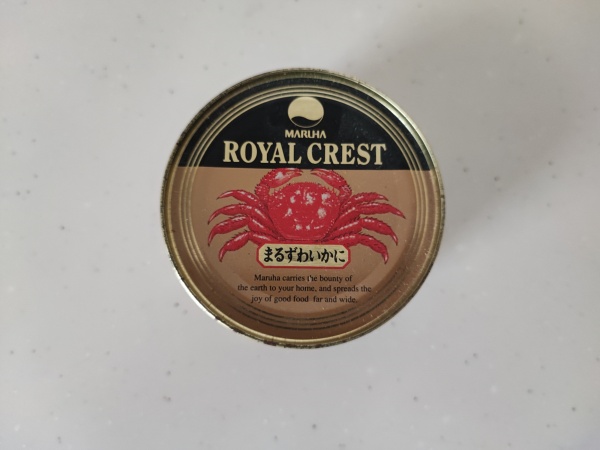 MARUHA
ROYAL CREST
まるずわいかに
Maruha carries the bounty of
the earth to your home, and spreads the
joy of good food far and wide.